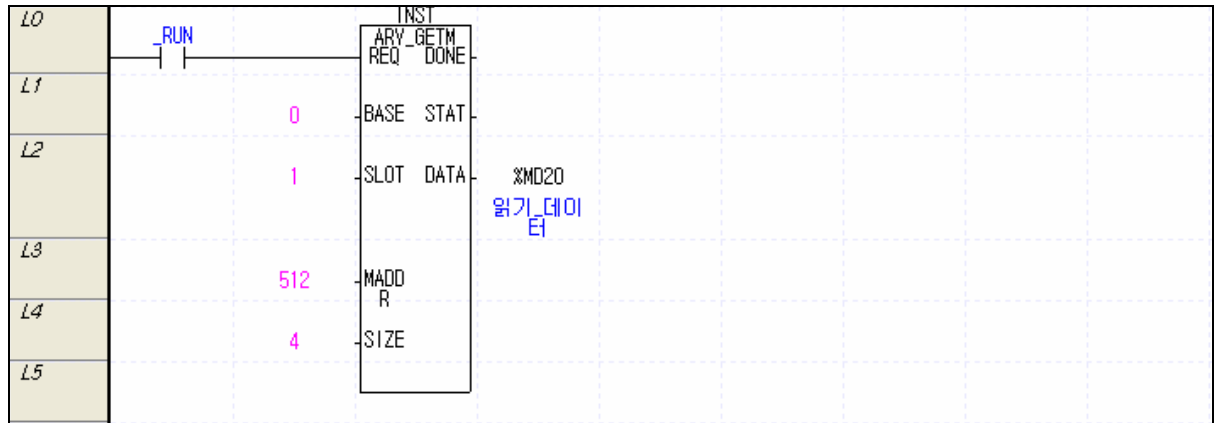 L0
_RUN
INST
ARY_GETM
REQ DONE
L1
0
BASE STAT
L2
1
SLOT DATA
%MD20
읽기_데이
터
L3
512
MADD
R
L4
4
SIZE
L5